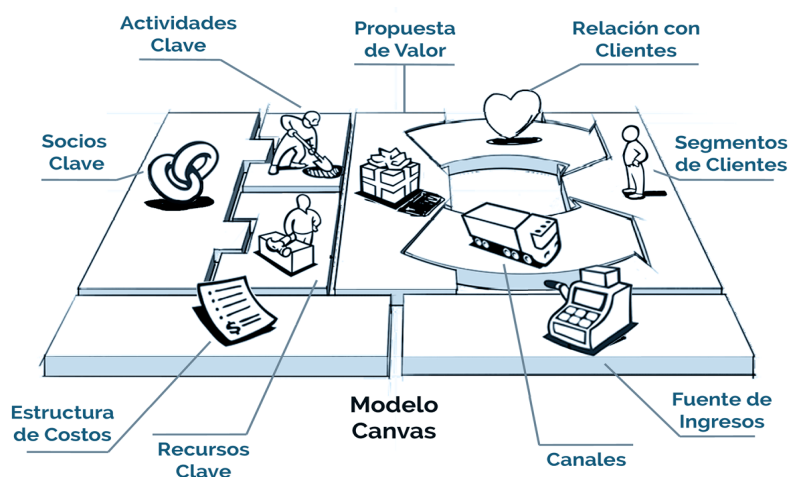 Actividades
Clave
Propuesta
de Valor
Relación con
Clientes
Socios
Clave
Segmentos
de Clientes
$
Estructura
de Costos
Recursos
Clave
Modelo
Canvas
Canales
Fuente de
Ingresos